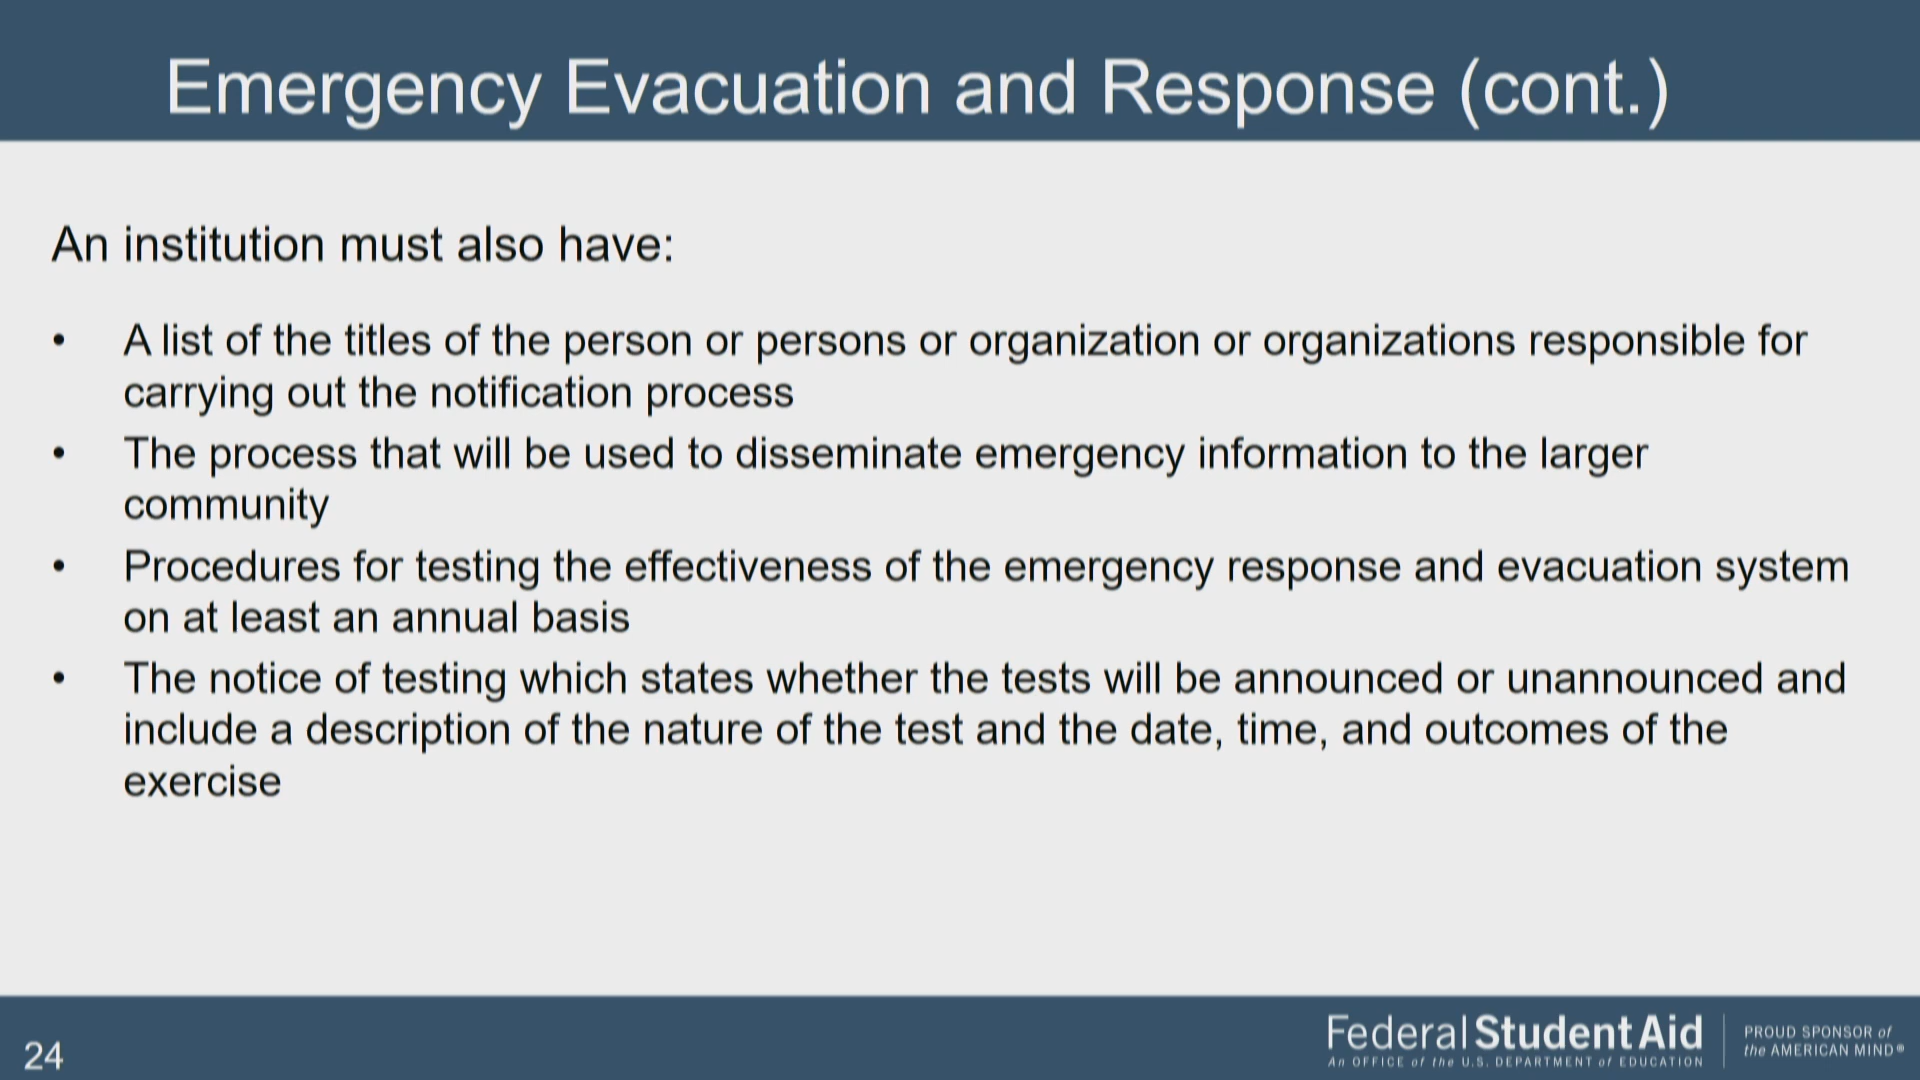 Emergency Evacuation and Response (cont.)
An institution must also have:
• A list of the titles of the person or persons or organization or organizations responsible for
carrying out the notification process
• The process that will be used to disseminate emergency information to the larger
community
• Procedures for testing the effectiveness of the emergency response and evacuation system
on at least an annual basis
• The notice of testing which states whether the tests will be announced or unannounced and
include a description of the nature of the test and the date, time, and outcomes of the
exercise
24
Federal Student Aid
An OFFICE of the U.S. DEPARTMENT of EDUCATION
PROUD SPONSOR of
the AMERICAN MIND®